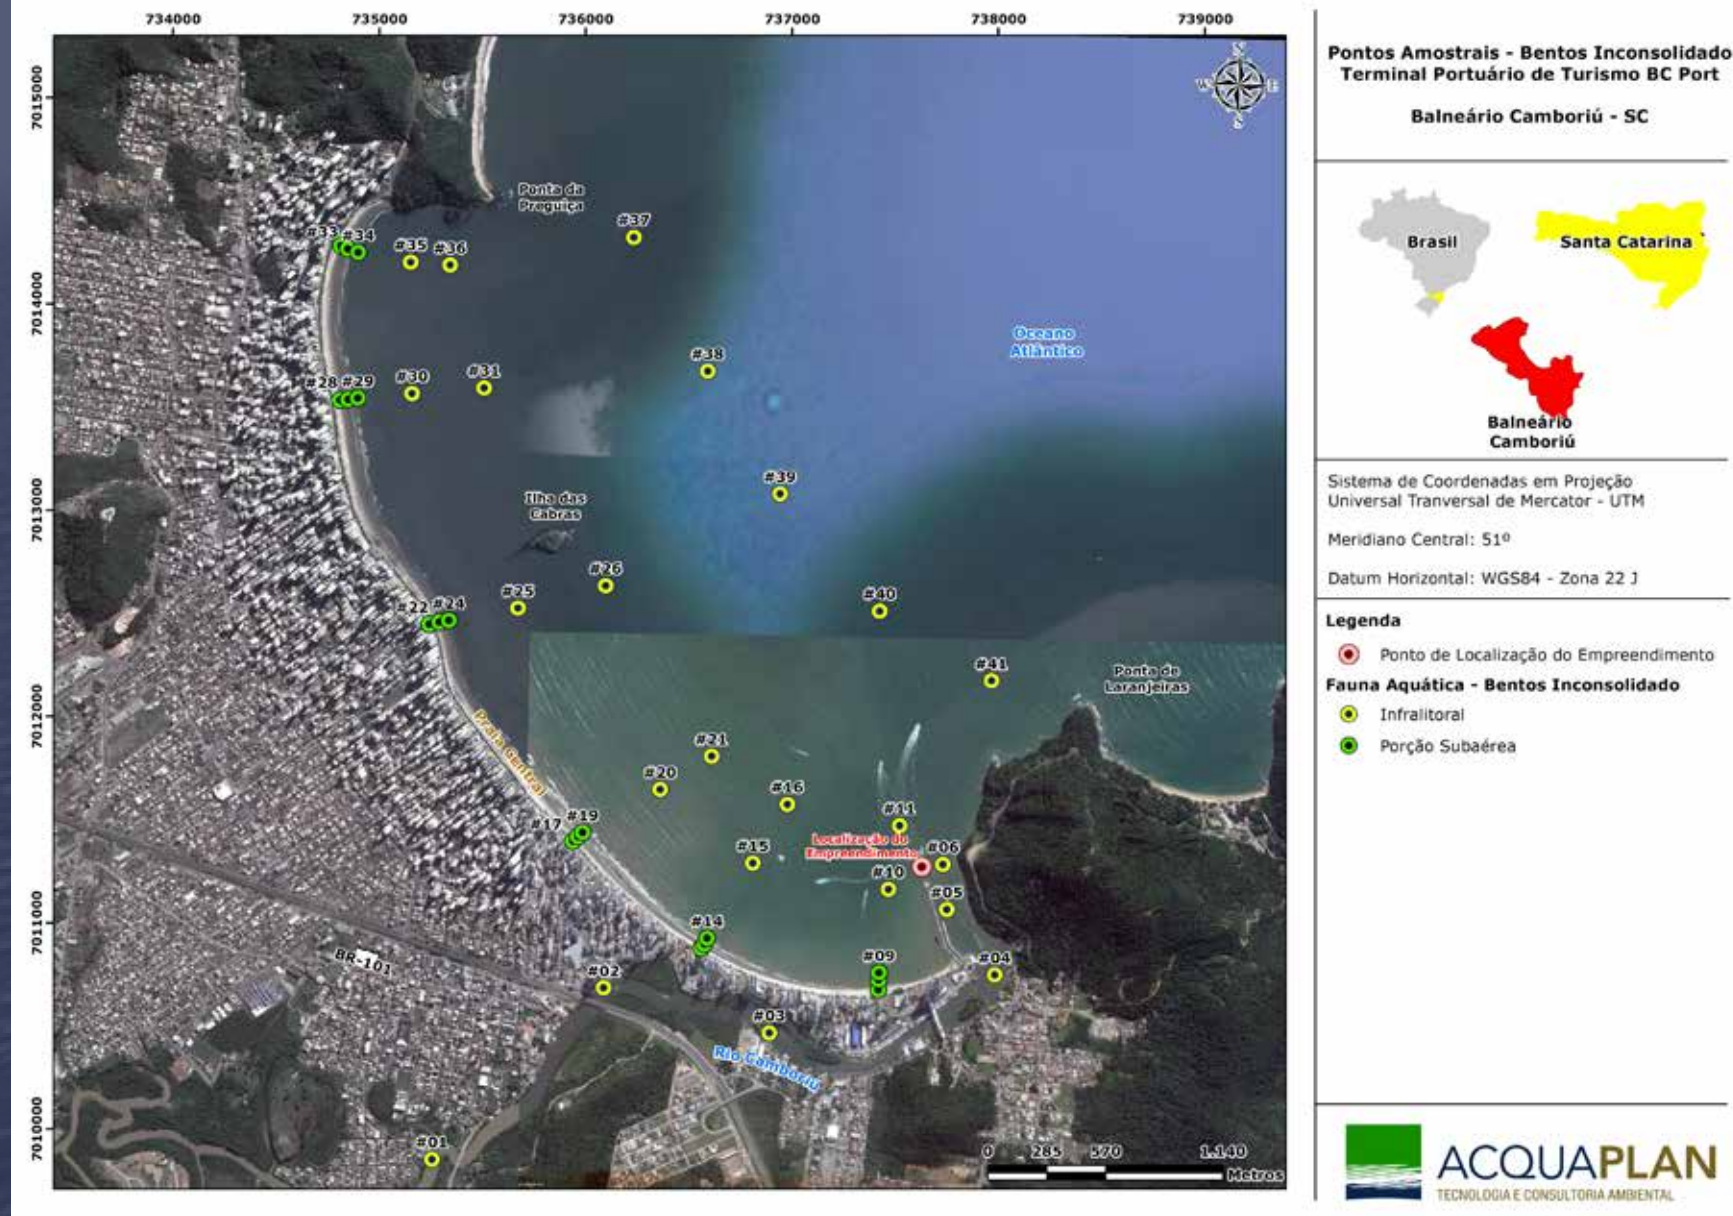 734000 735000 736000 737000 738000 739000
7015000
7014000
7013000
7012000
7011000
7010000
N
W E
S
Ponta da
Preguiça
#37
#33 #34 #35 #36
Oceano
Atlântico
#38
#28 #29 #30 #31
#39
Ilha das
Cabras
#26
#25
#22 #24
#40
#41
Ponta de
Laranjeiras
Praia Central
#21
#20
#16
#17 #19
#11
Localização do
Empreendimento
#15
#06
#10
#05
#14
BR-101
#09
#04
#02
#03
Rio Camboriú
#01
0 285 570 1.140
Metros
Pontos Amostrais - Bentos Inconsolidado
Terminal Portuário de Turismo BC Port
Balneário Camboriú - SC
Brasil
Santa Catarina
Balneário
Camboriú
Sistema de Coordenadas em Projeção
Universal Tranversal de Mercator - UTM
Meridiano Central: 51º
Datum Horizontal: WGS84 - Zona 22 J
Legenda
Ponto de Localização do Empreendimento
Fauna Aquática - Bentos Inconsolidado
Infralitoral
Porção Subaérea
ACQUAPLAN
TECNOLOGIA E CONSULTORIA AMBIENTAL